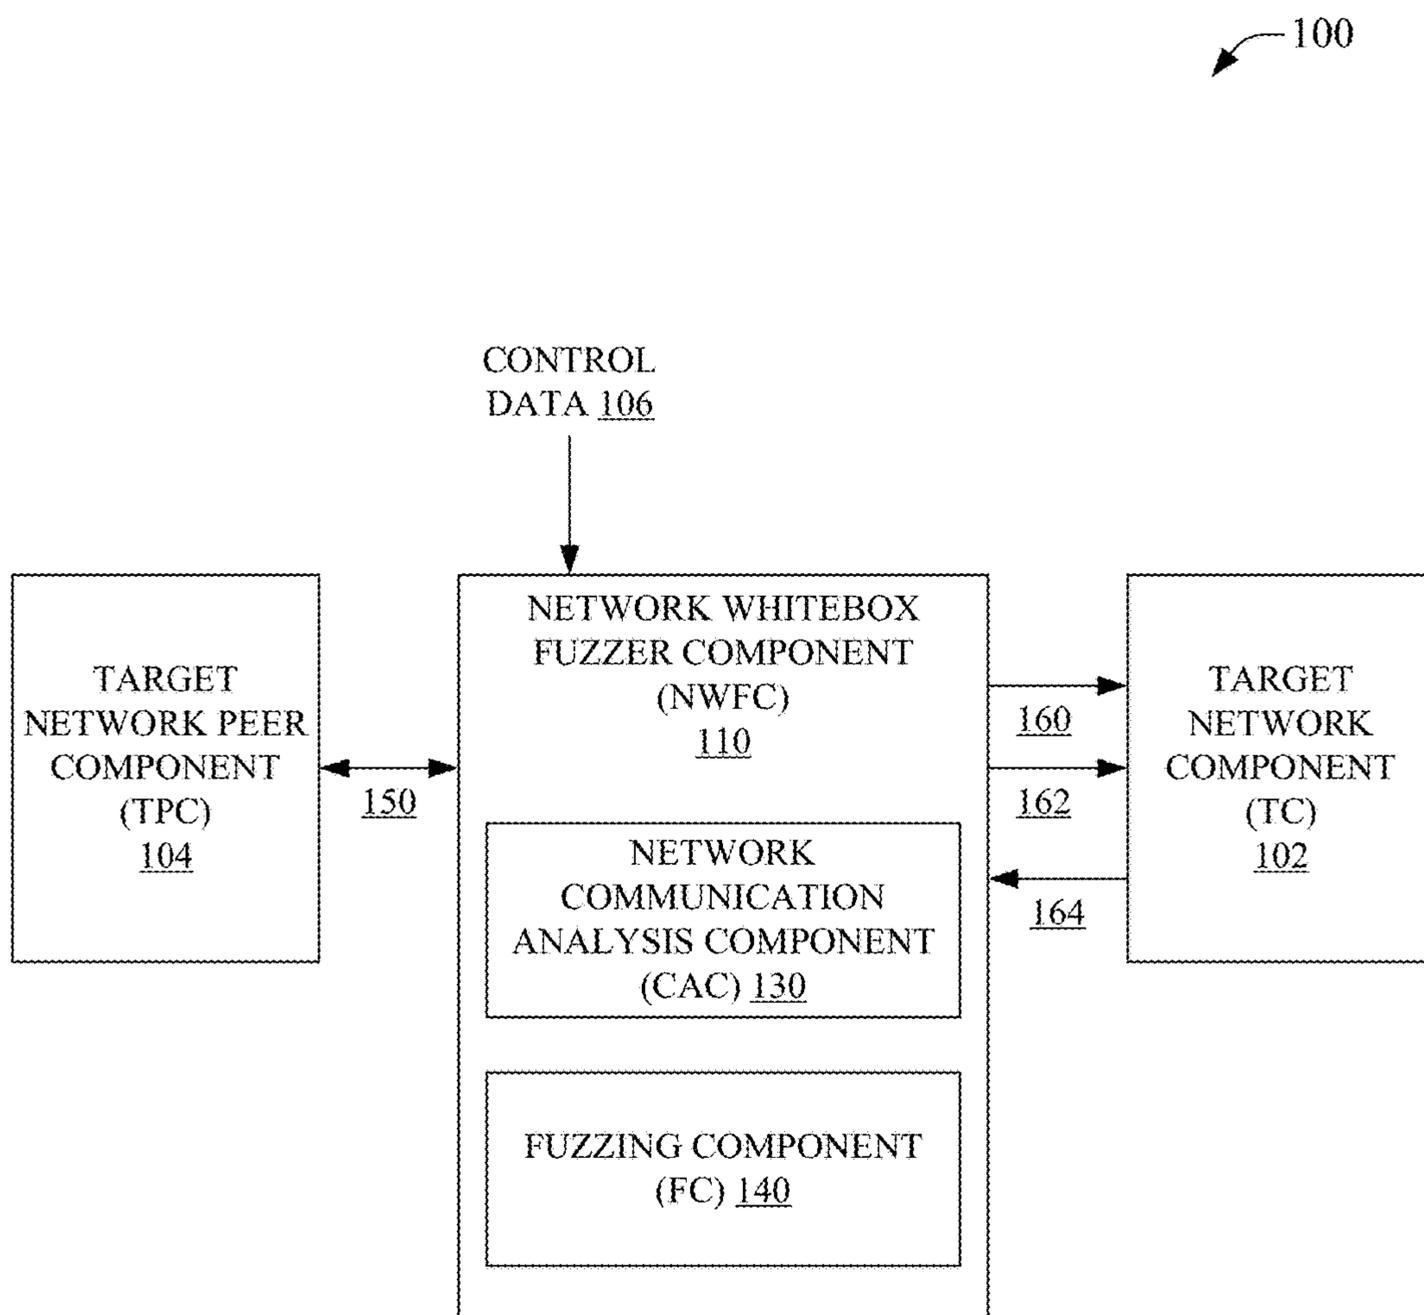 100
CONTROL
DATA 106
TARGET
NETWORK PEER
COMPONENT
(TPC)
104
150
NETWORK WHITEBOX
FUZZER COMPONENT
(NWFC)
110
NETWORK
COMMUNICATION
ANALYSIS COMPONENT
(CAC) 130
FUZZING COMPONENT
(FC) 140
160
162
164
TARGET
NETWORK
COMPONENT
(TC)
102